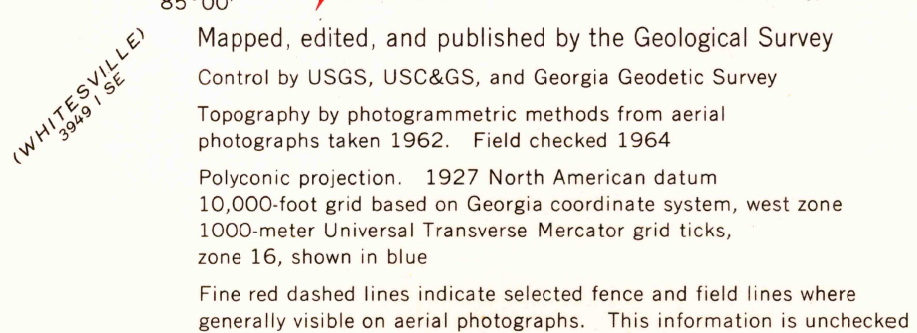 85°00'
(WHITESVILLE)
3949 I SE
Mapped, edited, and published by the Geological Survey
Control by USGS, USC&GS, and Georgia Geodetic Survey
Topography by photogrammetric methods from aerial
photographs taken 1962. Field checked 1964
Polyconic projection. 1927 North American datum
10,000-foot grid based on Georgia coordinate system, west zone
1000-meter Universal Transverse Mercator grid ticks,
zone 16, shown in blue
Fine red dashed lines indicate selected fence and field lines where
generally visible on aerial photographs. This information is unchecked